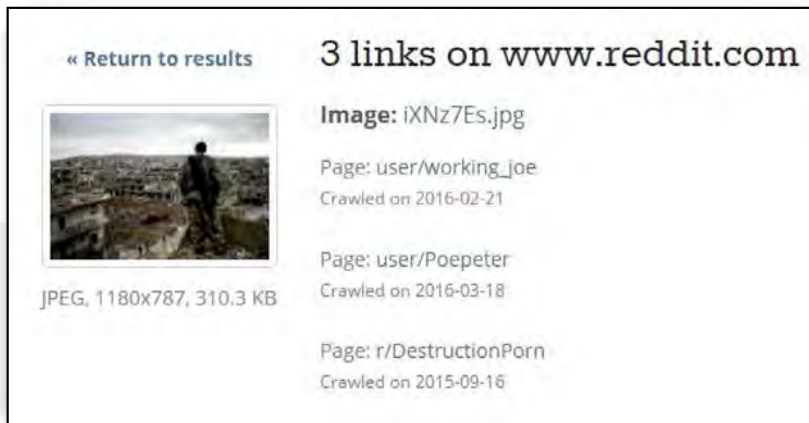 « Return to results
3 links on www.reddit.com
Image: iXNz7Es.jpg
Page: user/working_joe
Crawled on 2016-02-21
Page: user/Poepeter
Crawled on 2016-03-18
JPEG, 1180x787, 310.3 KB
Page: r/DestructionPorn
Crawled on 2015-09-16